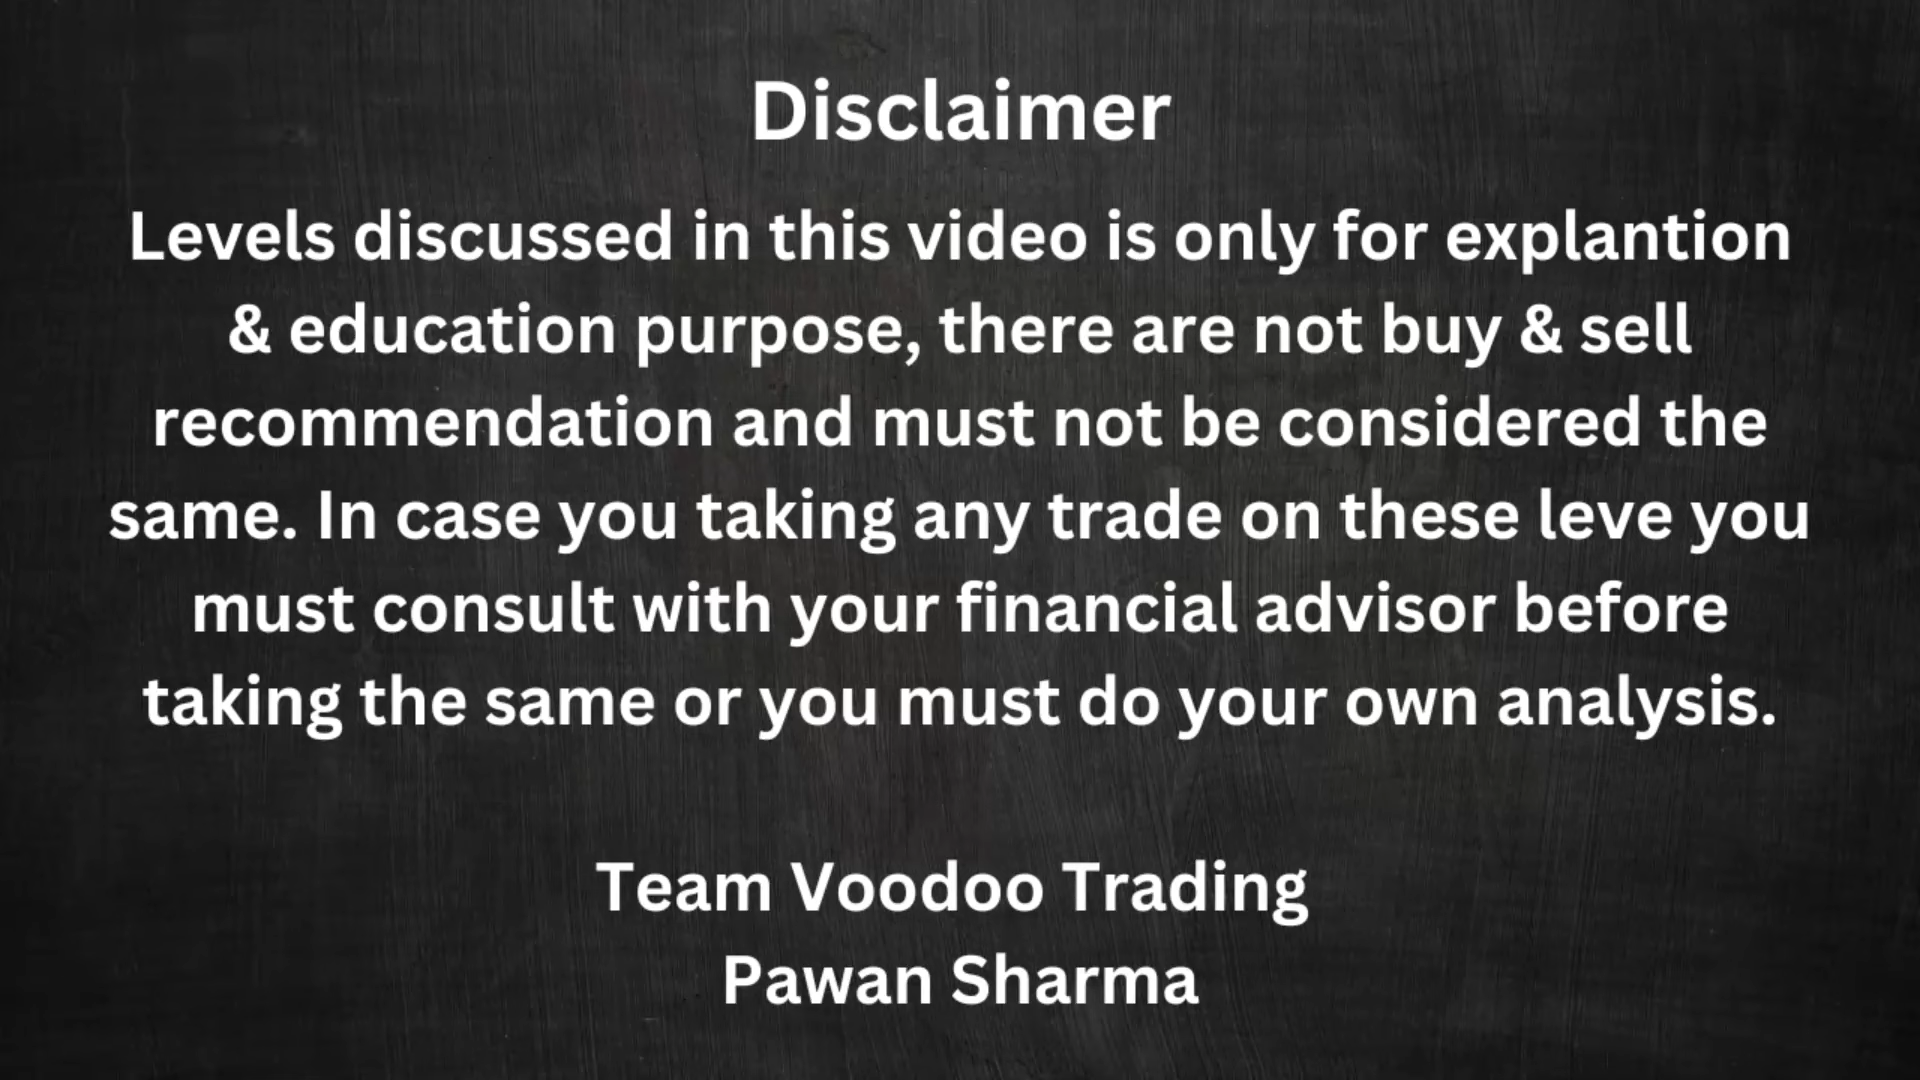 Disclaimer
Levels discussed in this video is only for explantion
& education purpose, there are not buy & sell
recommendation and must not be considered the
same. In case you taking any trade on these leve you
must consult with your financial advisor before
taking the same or you must do your own analysis.
Team Voodoo Trading
Pawan Sharma